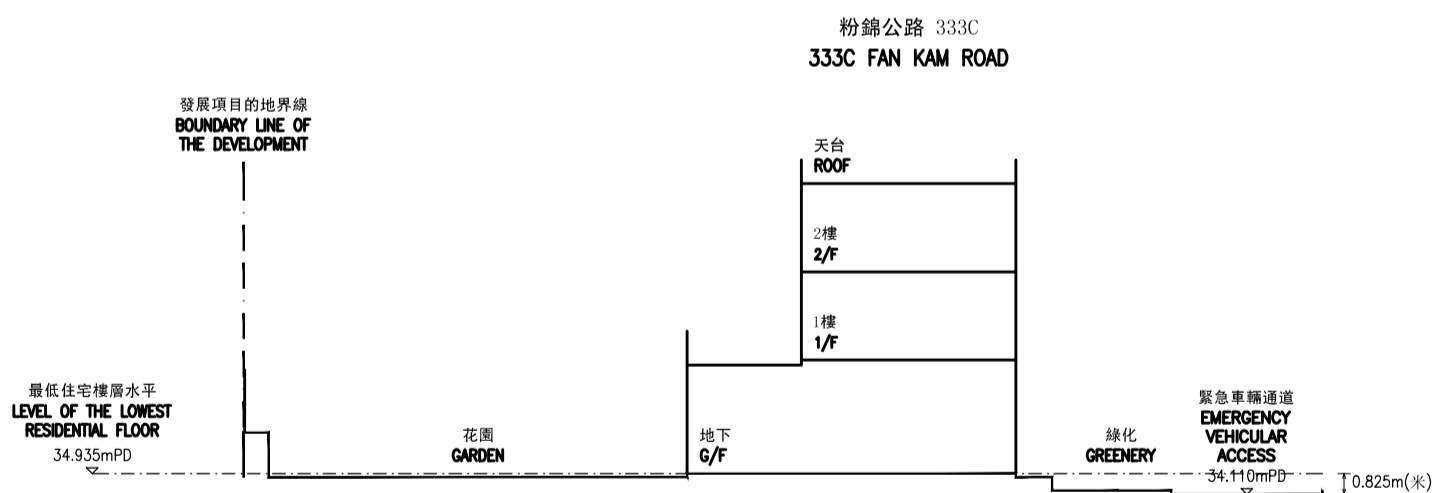 粉錦公路 333C
333C FAN KAM ROAD
發展項目的地界線
BOUNDARY LINE OF
THE DEVELOPMENT
天台
ROOF
2樓
2/F
1樓
1/F
最低住宅樓層水平
LEVEL OF THE LOWEST
RESIDENTIAL FLOOR
34.935mPD
花園
GARDEN
地下
G/F
綠化
GREENERY
緊急車輛通道
EMERGENCY
VEHICULAR
ACCESS
34.110mPD
0.825m(米)